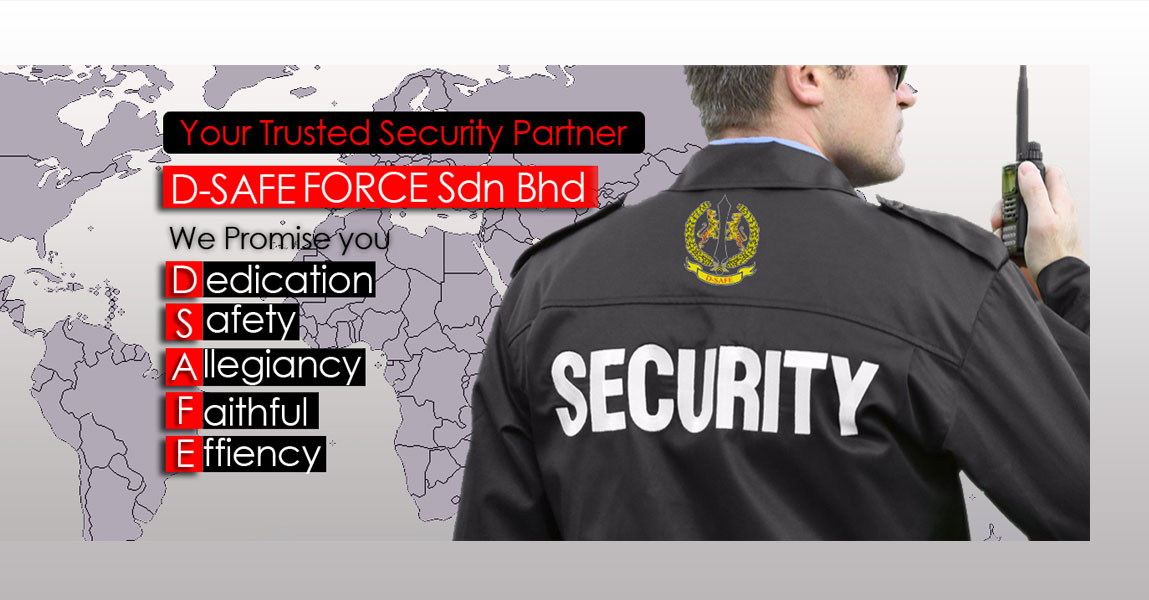 Your Trusted Security Partner
D-SAFE FORCE Sdn Bhd
We Promise you
Dedication
Safety
Allegiancy
Faithful
Effiency
D-SAFE
SECURITY